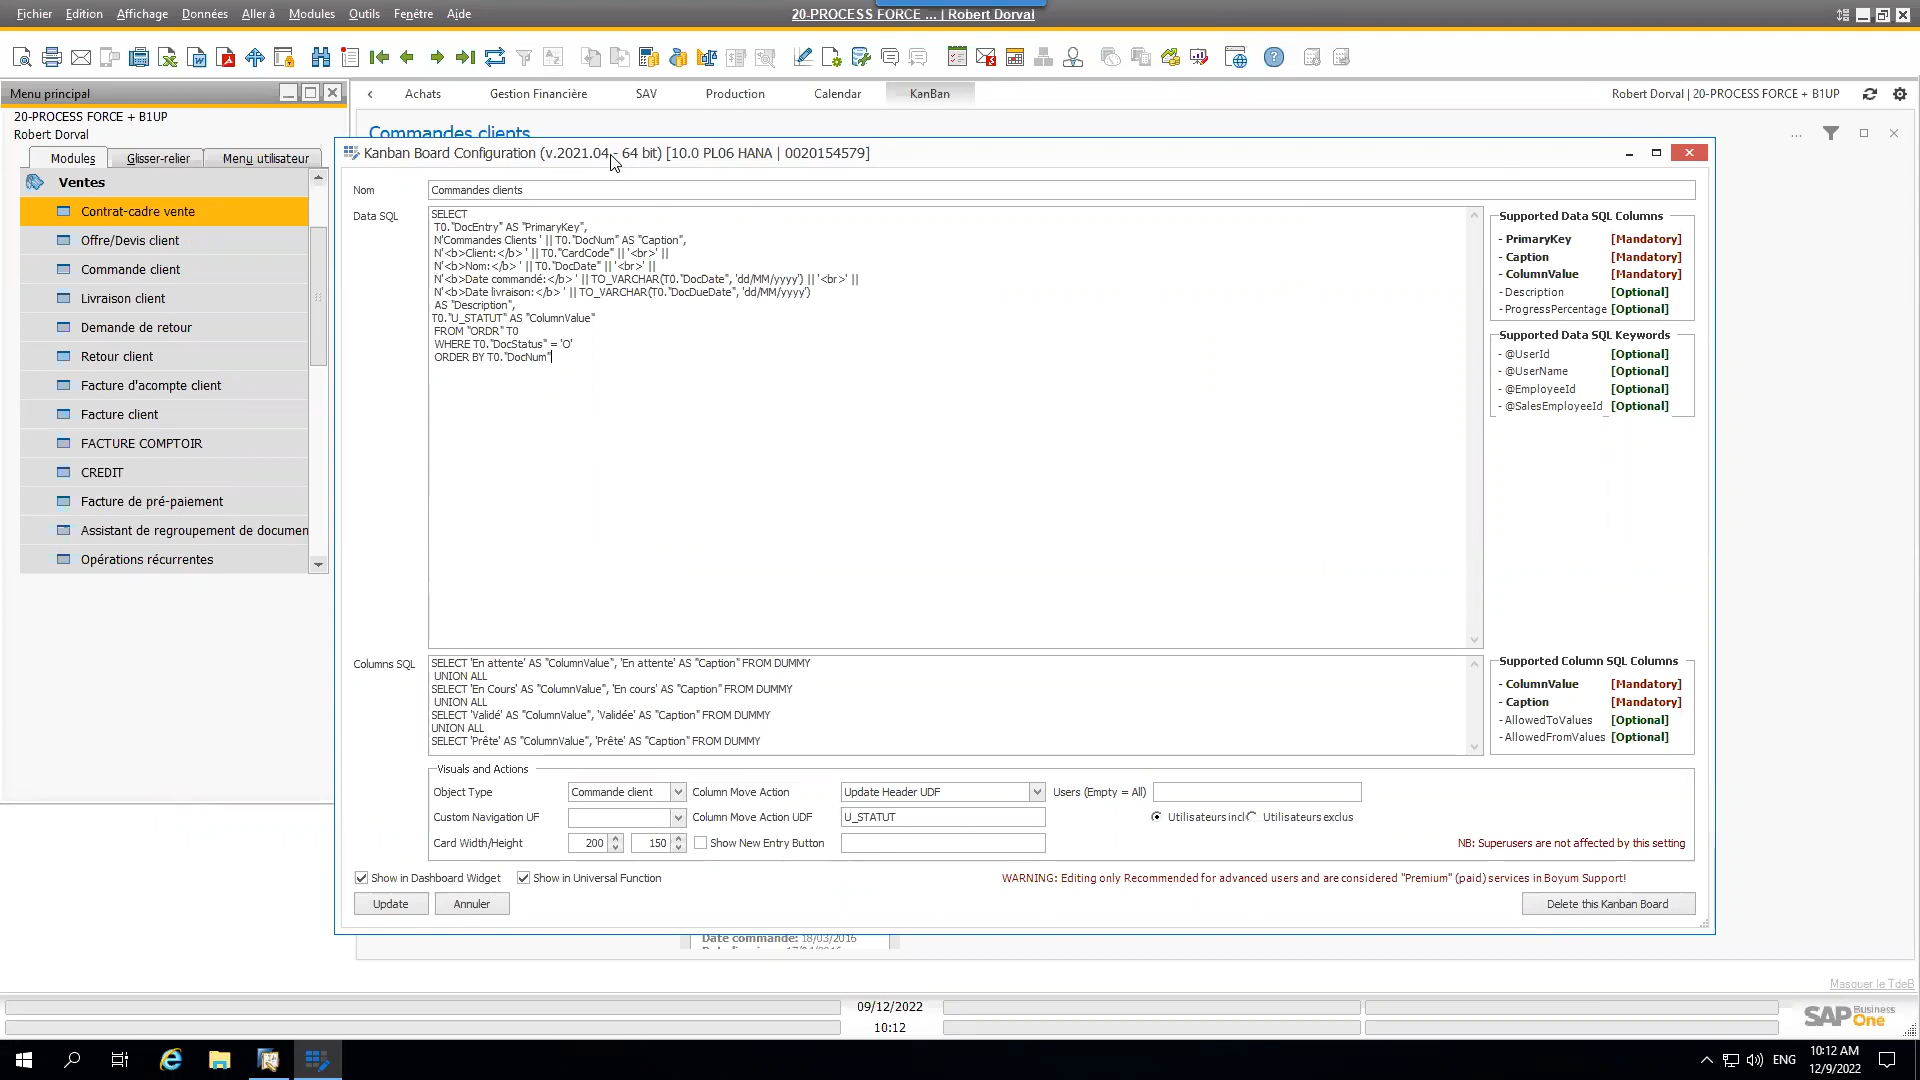 Fichier Edition Affichage Données Aller à Modules Outils Fenêtre Aide
20-PROCESS FORCE ... | Robert Dorval
Menu principal
20-PROCESS FORCE + B1UP
Robert Dorval
Modules Glisser-relier Menu utilisateur
Ventes
Contrat-cadre vente
Offre/Devis client
Commande client
Livraison client
Demande de retour
Retour client
Facture d'acompte client
Facture client
FACTURE COMPTOIR
CREDIT
Facture de pré-paiement
Assistant de regroupement de documen
Opérations récurrentes
Achats Gestion Financière SAV Production Calendar KanBan
Robert Dorval | 20-PROCESS FORCE + B1UP
Commandes clients
...
Kanban Board Configuration (v.2021.04 - 64 bit) [10.0 PL06 HANA | 0020154579]
Nom Commandes clients
Data SQL
SELECT
T0."DocEntry" AS "PrimaryKey",
N'Commandes Clients ' || T0."DocNum" AS "Caption",
N'<b>Client:</b> ' || T0."CardCode" || '<br>' ||
N'<b>Nom:</b> ' || T0."DocDate" || '<br>' ||
N'<b>Date commandé:</b> ' || TO_VARCHAR(T0."DocDate", 'dd/MM/yyyy') || '<br>' ||
N'<b>Date livraison:</b> ' || TO_VARCHAR(T0."DocDueDate", 'dd/MM/yyyy')
AS "Description",
T0."U_STATUT" AS "ColumnValue"
FROM "ORDR" T0
WHERE T0."DocStatus" = 'O'
ORDER BY T0."DocNum"
Supported Data SQL Columns
- PrimaryKey [Mandatory]
- Caption [Mandatory]
- ColumnValue [Mandatory]
- Description [Optional]
- ProgressPercentage [Optional]
Supported Data SQL Keywords
- @UserId [Optional]
- @UserName [Optional]
- @EmployeeId [Optional]
- @SalesEmployeeId [Optional]
Columns SQL
SELECT 'En attente' AS "ColumnValue", 'En attente' AS "Caption" FROM DUMMY
UNION ALL
SELECT 'En Cours' AS "ColumnValue", 'En cours' AS "Caption" FROM DUMMY
UNION ALL
SELECT 'Validé' AS "ColumnValue", 'Validée' AS "Caption" FROM DUMMY
UNION ALL
SELECT 'Prête' AS "ColumnValue", 'Prête' AS "Caption" FROM DUMMY
Supported Column SQL Columns
- ColumnValue [Mandatory]
- Caption [Mandatory]
- AllowedToValues [Optional]
- AllowedFromValues [Optional]
Visuals and Actions
Object Type Commande client Column Move Action Update Header UDF Users (Empty = All)
Custom Navigation UF Column Move Action UDF U_STATUT Utilisateurs incl Utilisateurs exclus
Card Width/Height 200 150 Show New Entry Button NB: Superusers are not affected by this setting
Show in Dashboard Widget Show in Universal Function WARNING: Editing only Recommended for advanced users and are considered "Premium" (paid) services in Boyum Support!
Update Annuler Delete this Kanban Board
Date commande: 18/03/2016
Masquer le TdeB
09/12/2022
10:12
SAP Business One
ENG
10:12 AM
12/9/2022